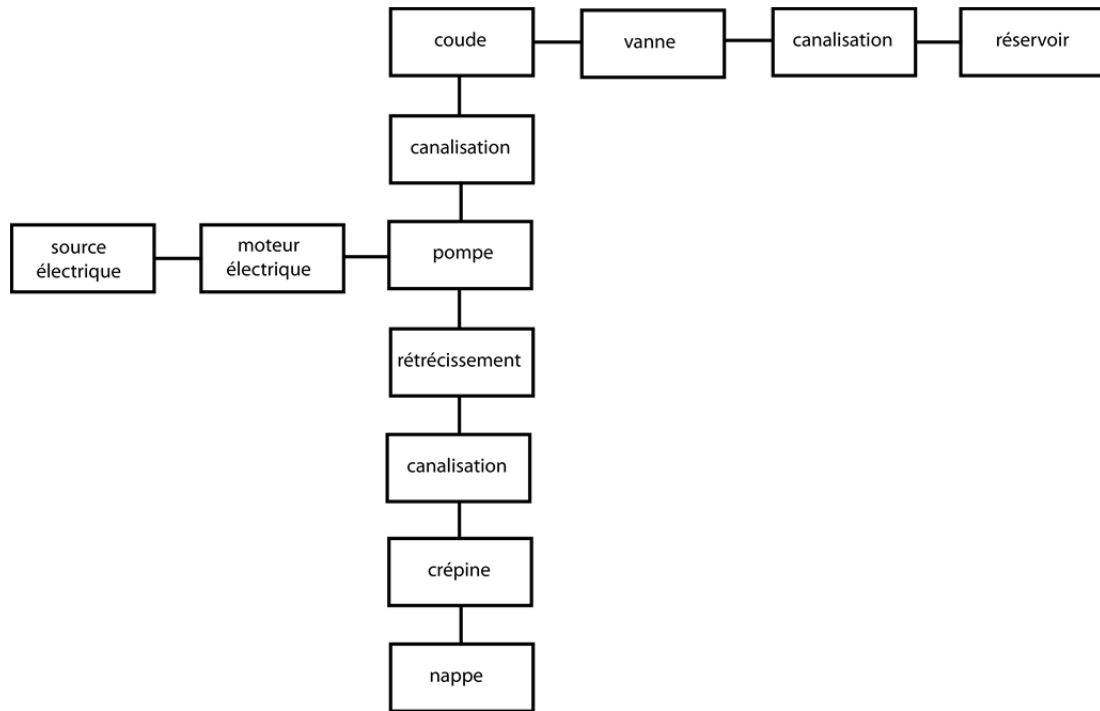 coude
vanne
canalisation
réservoir
canalisation
source
électrique
moteur
électrique
pompe
rétrécissement
canalisation
crépine
nappe